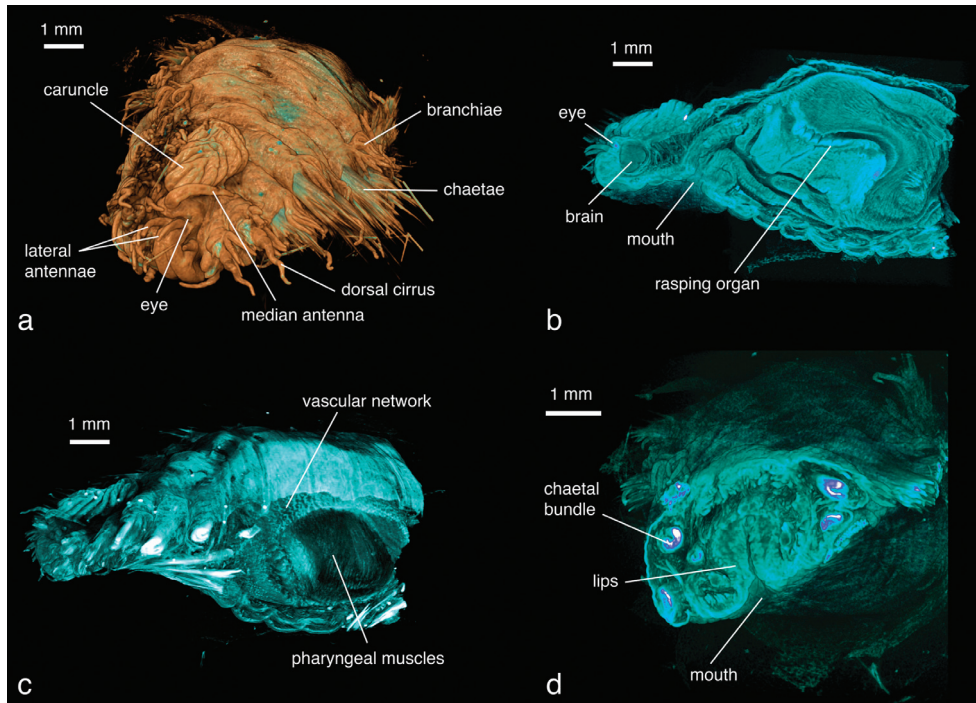 1 mm
caruncle
branchiae
chaetae
lateral
antennae
eye
dorsal cirrus
median antenna
a
1 mm
eye
brain
mouth
rasping organ
b
vascular network
1 mm
pharyngeal muscles
c
1 mm
chaetal
bundle
lips
mouth
d